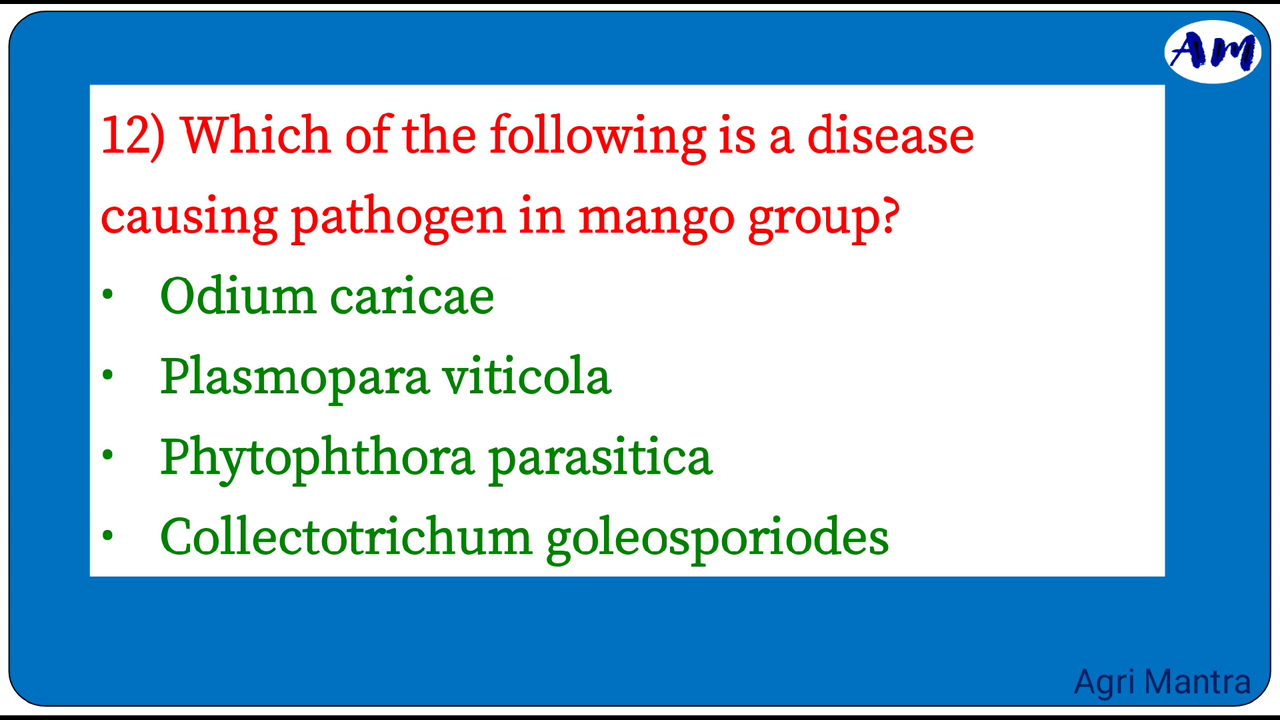 AM
12) Which of the following is a disease
causing pathogen in mango group?
• Odium caricae
• Plasmopara viticola
• Phytophthora parasitica
• Collectotrichum goleosporiodes
Agri Mantra